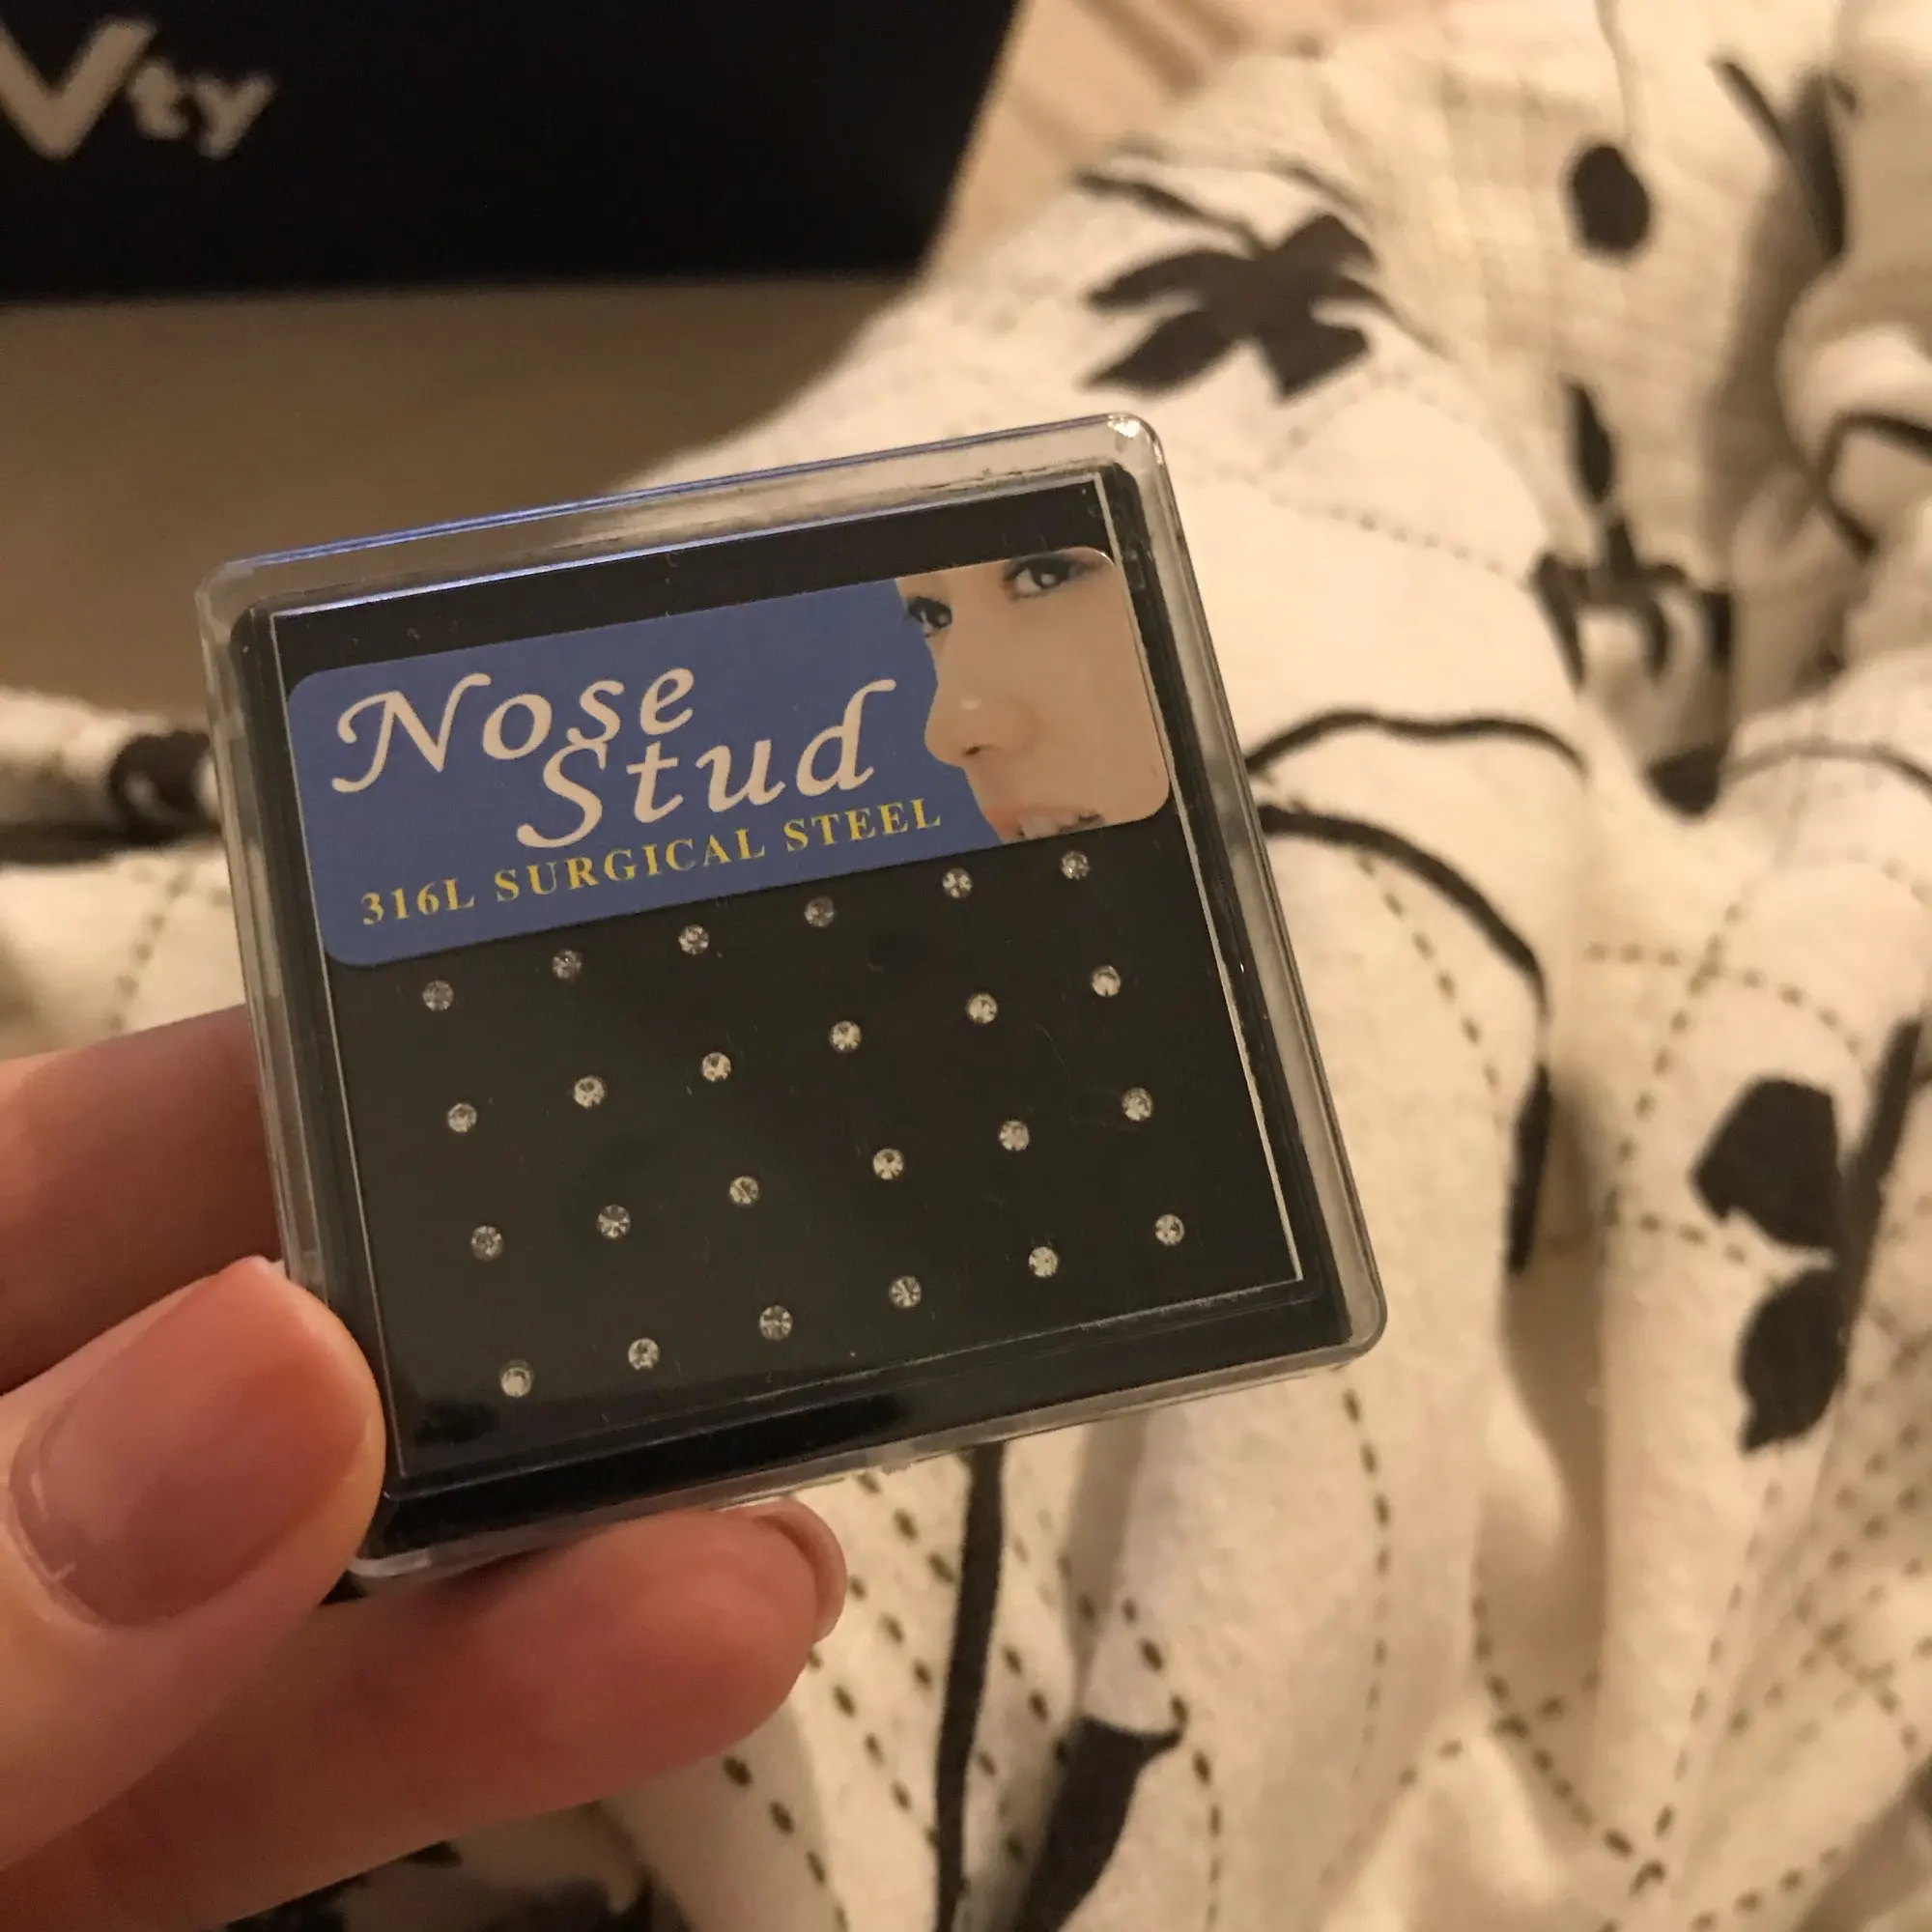 Vty
Nose
Stud
316L SURGICAL STEEL